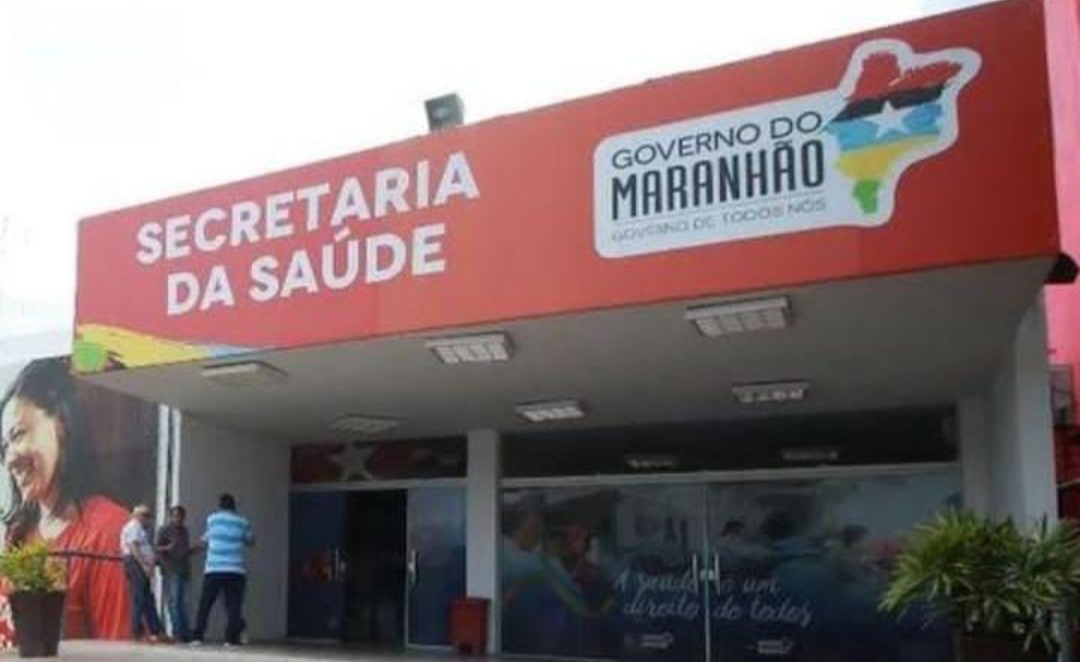 SECRETARIA
DA SAÚDE
GOVERNO DO
MARANHÃO
GOVERNO DE TODOS NÓS
A saúde é um
direito de todos